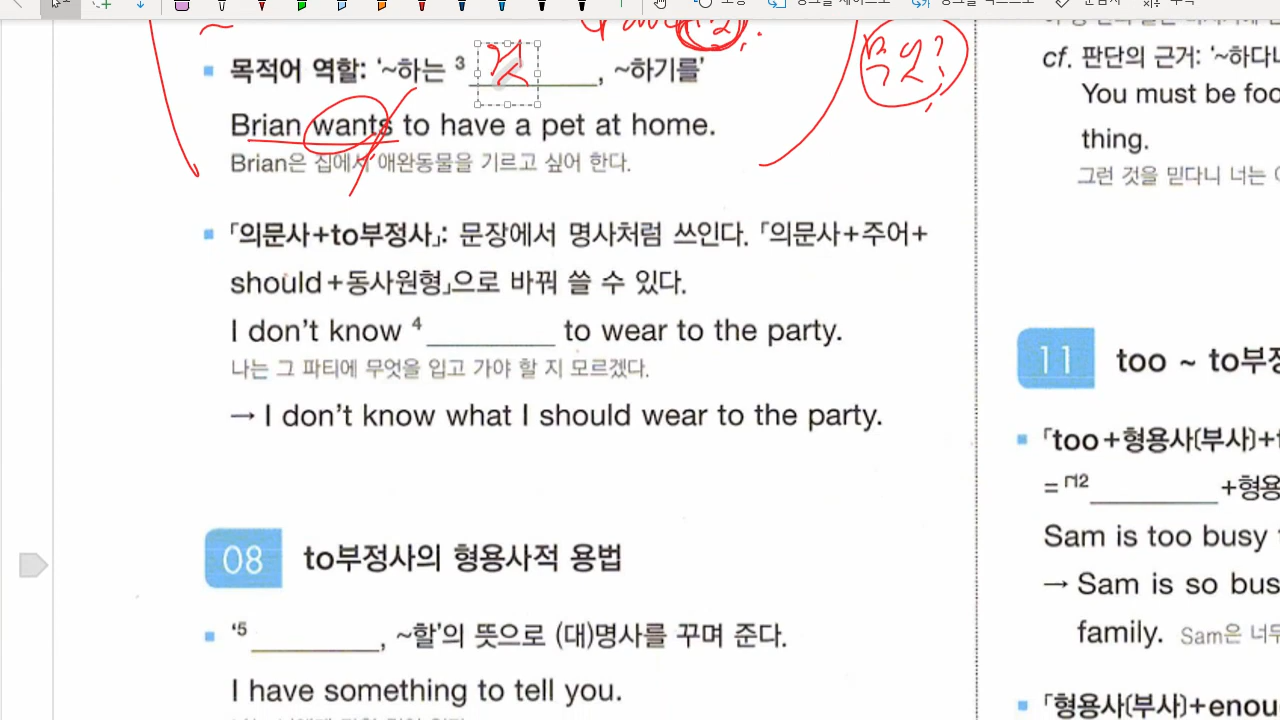 목적어 역할: ‘~하는 ³ 것, ~하기를’
Brian wants to have a pet at home.
Brian은 집에서 애완동물을 기르고 싶어 한다.
「의문사+to부정사」: 문장에서 명사처럼 쓰인다. 「의문사+주어+
should+동사원형」으로 바꿔 쓸 수 있다.
I don’t know ⁴ ________ to wear to the party.
나는 그 파티에 무엇을 입고 가야 할 지 모르겠다.
→ I don’t know what I should wear to the party.
08 to부정사의 형용사적 용법
‘⁵ ________, ~할’의 뜻으로 (대)명사를 꾸며 준다.
I have something to tell you.
cf. 판단의 근거: ‘~하다니
You must be foo
thing.
그런 것을 믿다니 너는
11 too ~ to부정
「too+형용사(부사)+t
= 12 ________ +형용
Sam is too busy
→ Sam is so bus
family. Sam은 너무
「형용사(부사)+enou